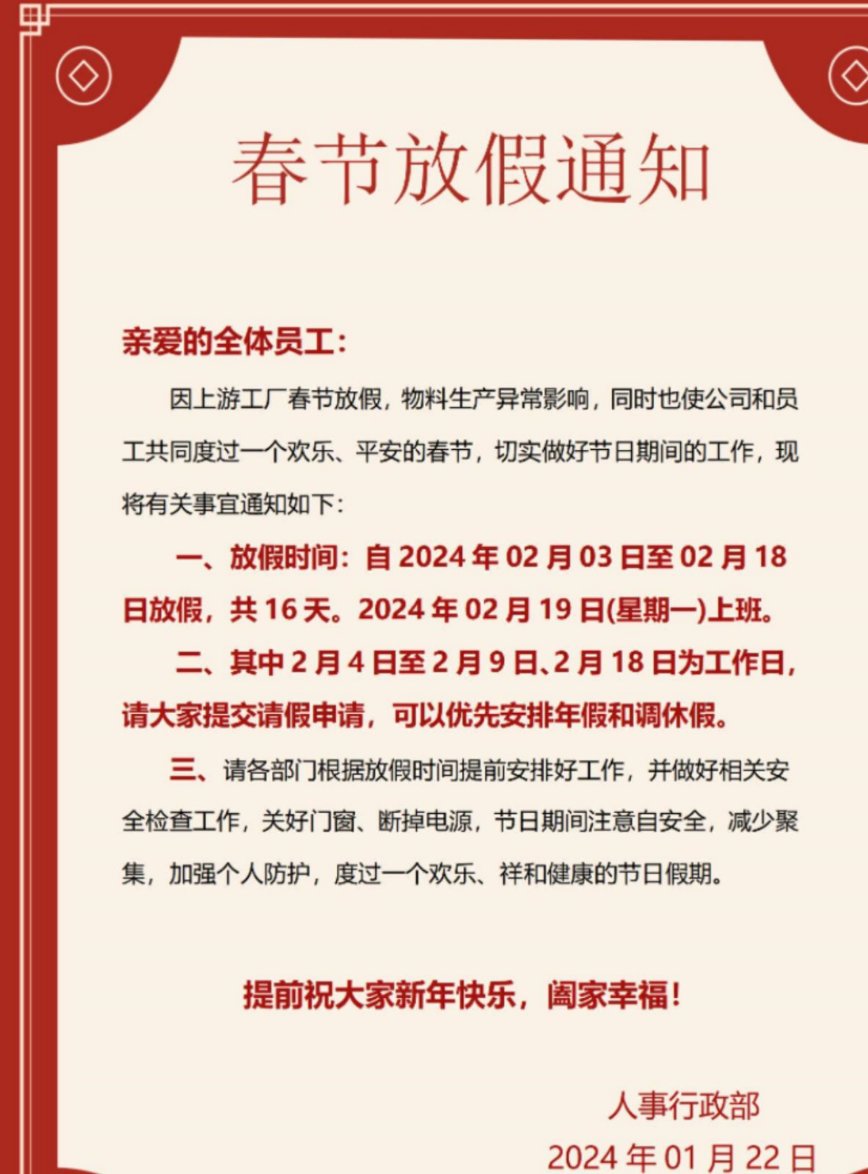 春节放假通知
亲爱的全体员工：
因上游工厂春节放假，物料生产异常影响，同时也使公司和员
工共同度过一个欢乐、平安的春节，切实做好节日期间的工作，现
将有关事宜通知如下：
一、放假时间：自 2024 年 02 月 03 日至 02 月 18
日放假，共 16 天。2024 年 02 月 19 日(星期一)上班。
二、其中 2 月 4 日至 2 月 9 日、2 月 18 日为工作日，
请大家提交请假申请，可以优先安排年假和调休假。
三、请各部门根据放假时间提前安排好工作，并做好相关安
全检查工作，关好门窗、断掉电源，节日期间注意自安全，减少聚
集，加强个人防护，度过一个欢乐、祥和健康的节日假期。
提前祝大家新年快乐，阖家幸福！
人事行政部
2024 年 01 月 22 日